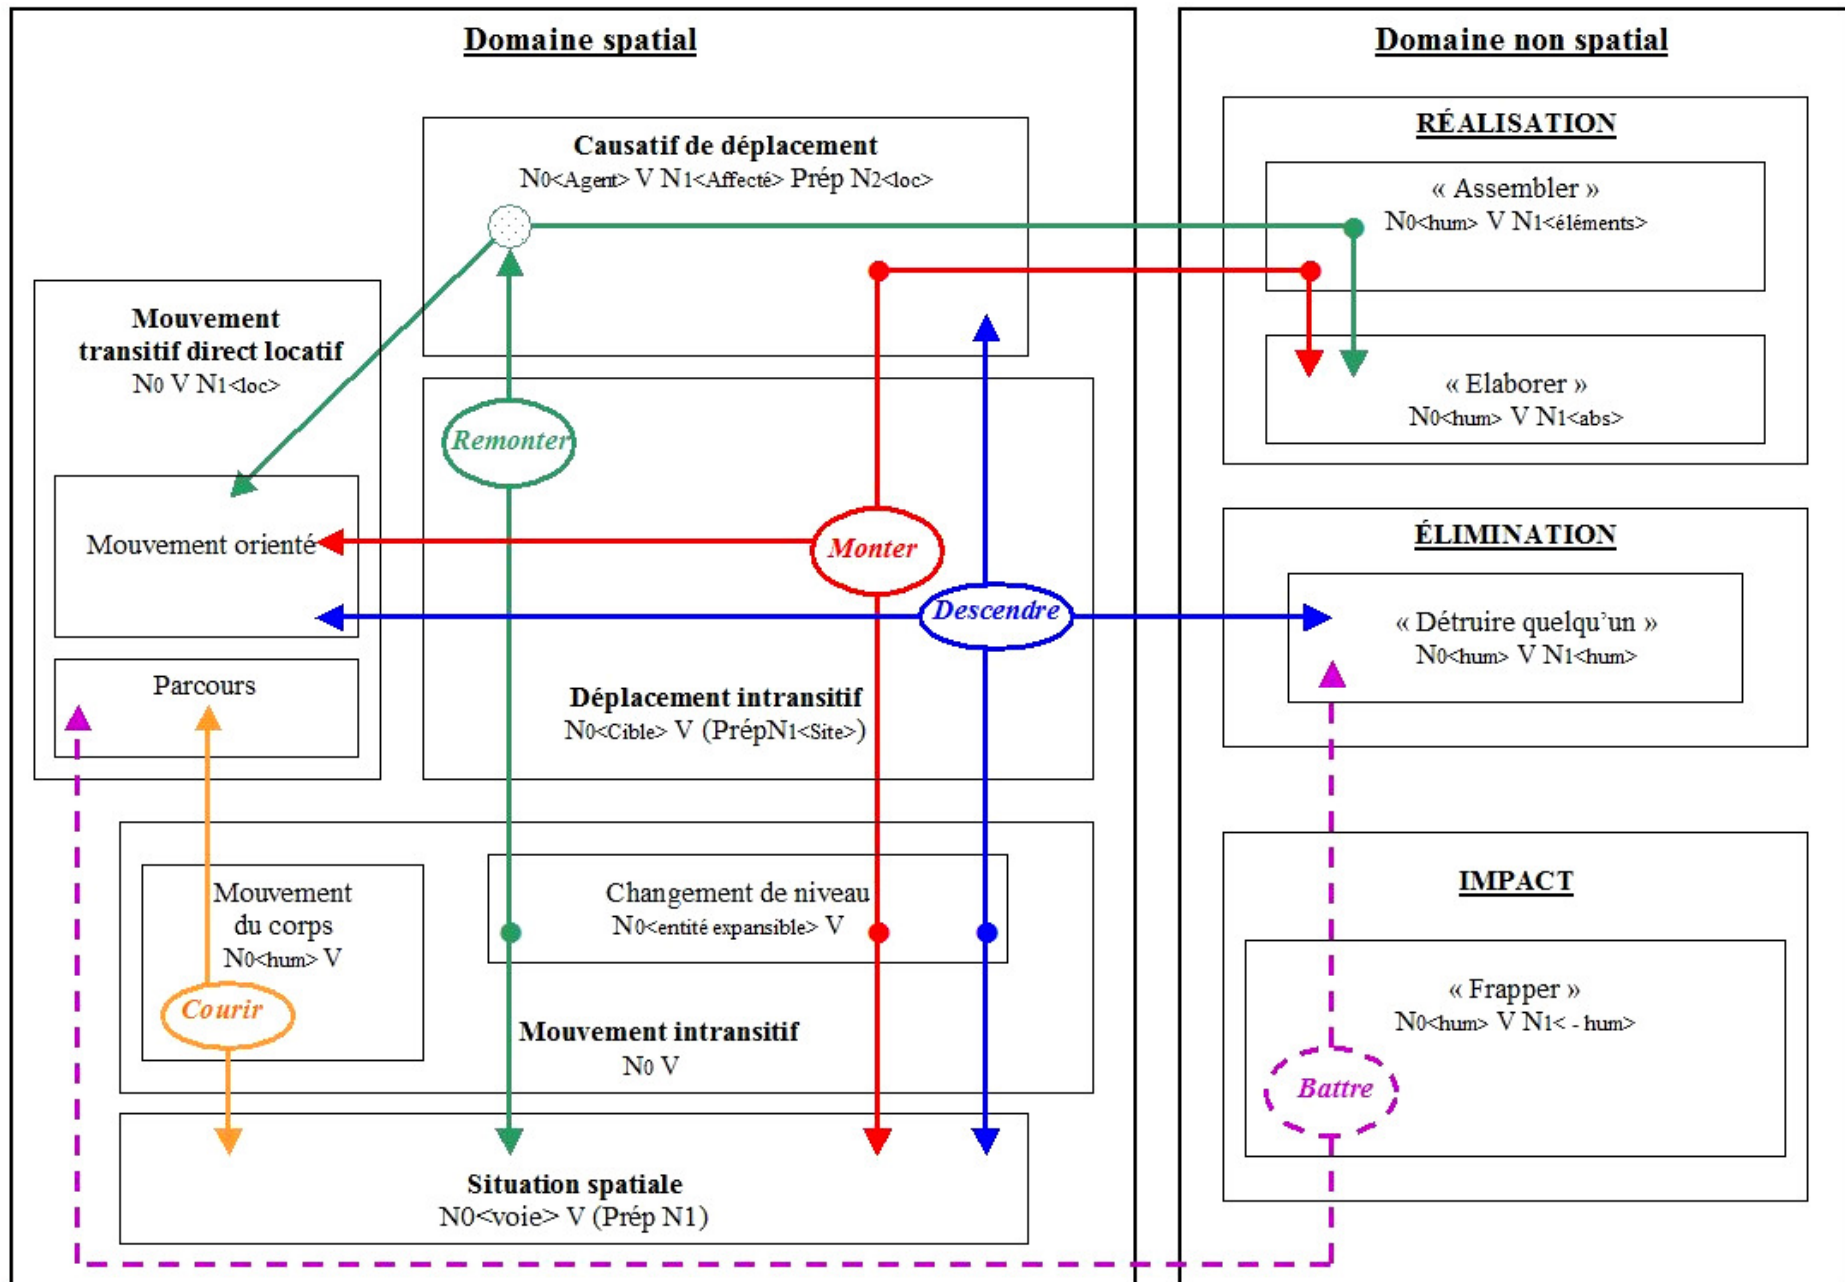 Domaine spatial
Causatif de déplacement
N0<Agent> V N1<Affecté> Prép N2<loc>
Mouvement
transitif direct locatif
N0 V N1<loc>
Remonter
Mouvement orienté
Monter
Descendre
Parcours
Déplacement intransitif
N0<Cible> V (PrépN1<Site>)
Mouvement
du corps
N0<hum> V
Changement de niveau
N0<entité expansible> V
Courir
Mouvement intransitif
N0 V
Situation spatiale
N0<voie> V (Prép N1)
Domaine non spatial
RÉALISATION
« Assembler »
N0<hum> V N1<éléments>
« Elaborer »
N0<hum> V N1<abs>
ÉLIMINATION
« Détruire quelqu’un »
N0<hum> V N1<hum>
IMPACT
« Frapper »
N0<hum> V N1< - hum>
Battre